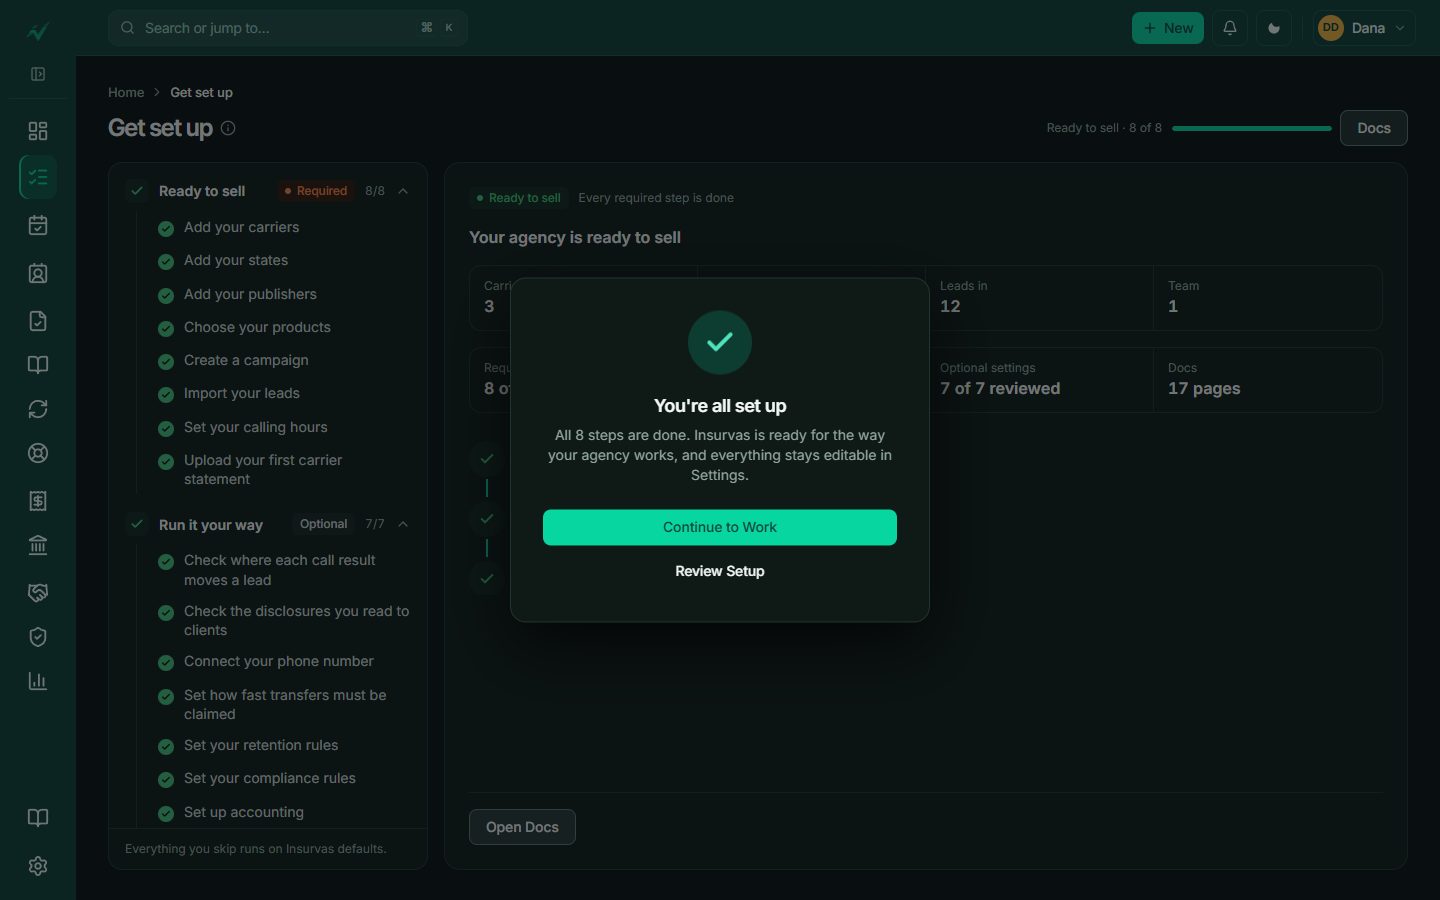 Search or jump to...
⌘ K
New
DD
Dana
Home
Get set up
Get set up
Ready to sell · 8 of 8
Docs
Ready to sell
Required
8/8
Add your carriers
Add your states
Add your publishers
Choose your products
Create a campaign
Import your leads
Set your calling hours
Upload your first carrier
statement
Run it your way
Optional
7/7
Check where each call result
moves a lead
Check the disclosures you read to
clients
Connect your phone number
Set how fast transfers must be
claimed
Set your retention rules
Set your compliance rules
Set up accounting
Everything you skip runs on Insurvas defaults.
Ready to sell
Every required step is done
Your agency is ready to sell
3
Leads in
12
Team
1
Optional settings
7 of 7 reviewed
Docs
17 pages
You're all set up
All 8 steps are done. Insurvas is ready for the way
your agency works, and everything stays editable in
Settings.
Continue to Work
Review Setup
Open Docs